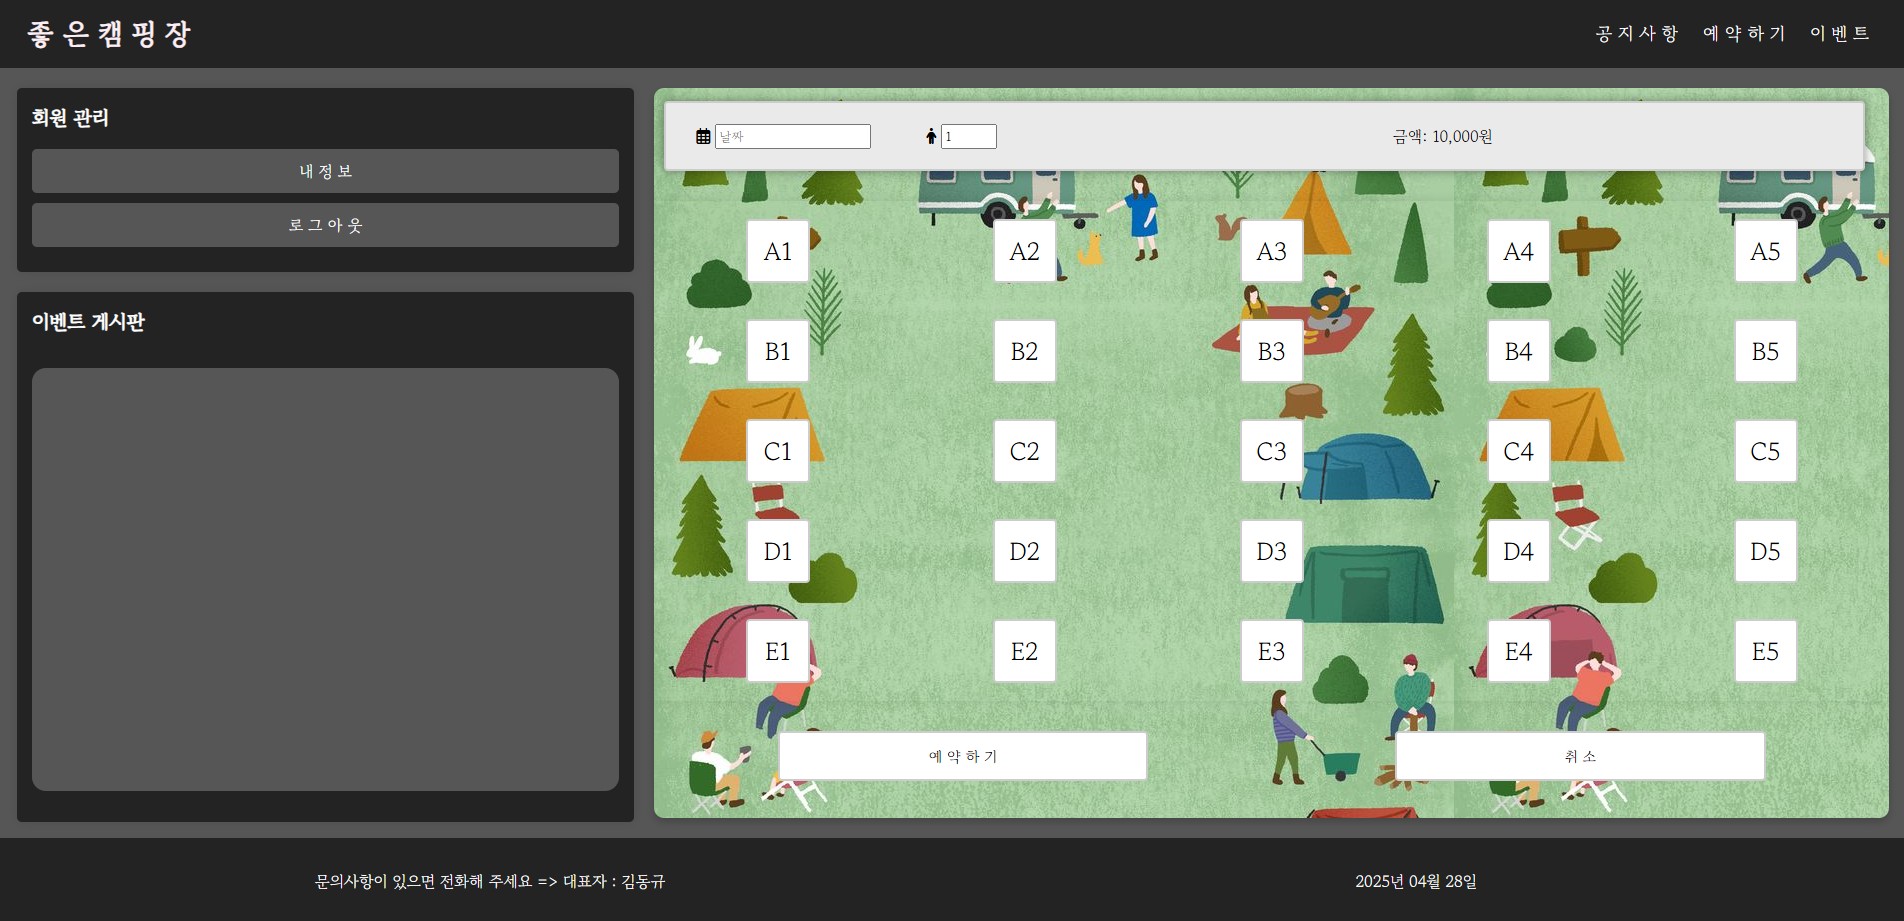 좋은캠핑장
공지사항 예약하기 이벤트
회원 관리
내정보
로그아웃
이벤트 게시판
날짜 1 금액: 10,000원
A1 A2 A3 A4 A5
B1 B2 B3 B4 B5
C1 C2 C3 C4 C5
D1 D2 D3 D4 D5
E1 E2 E3 E4 E5
예약하기 취소
문의사항이 있으면 전화해 주세요 => 대표자 : 김동규 2025년 04월 28일